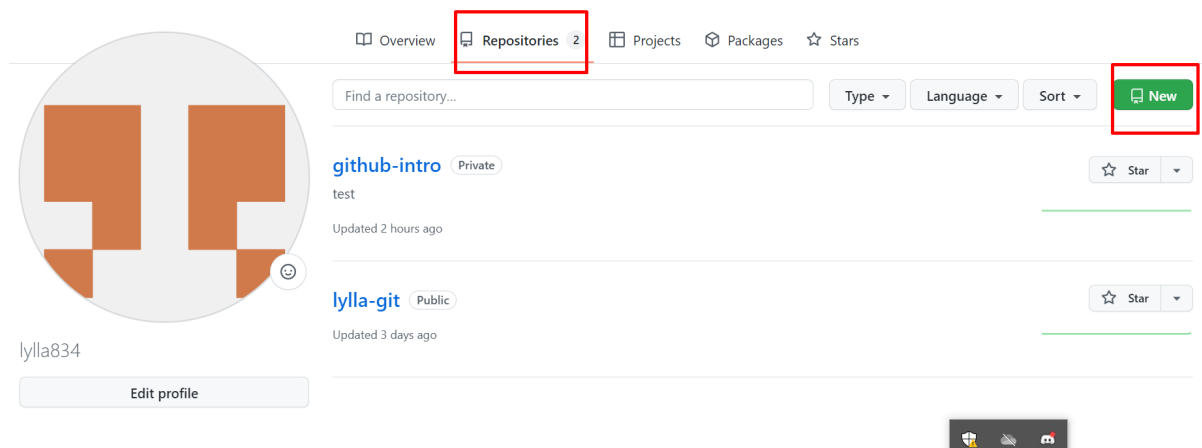 Overview Repositories 2 Projects Packages Stars
Find a repository... Type Language Sort New
github-intro Private
Star
test
Updated 2 hours ago
lylla-git Public
Star
Updated 3 days ago
lylla834
Edit profile